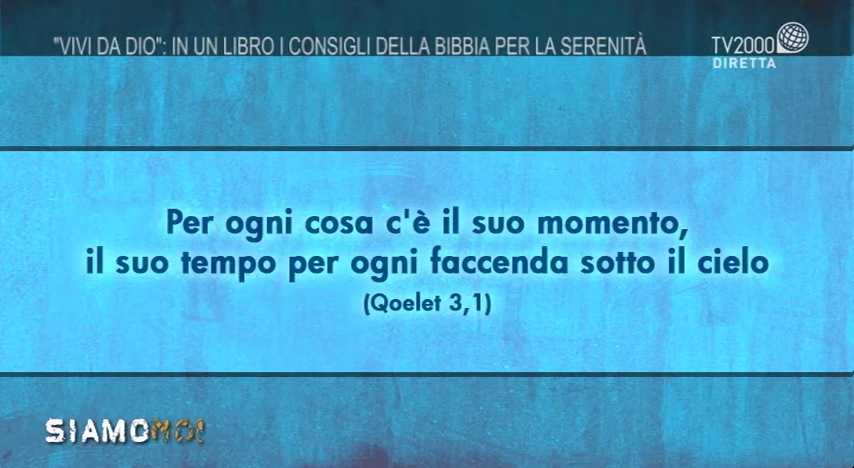 "VIVI DA DIO": IN UN LIBRO I CONSIGLI DELLA BIBBIA PER LA SERENITÀ
TV2000
DIRETTA
Per ogni cosa c'è il suo momento,
il suo tempo per ogni faccenda sotto il cielo
(Qoelet 3,1)
SIAMO NOI